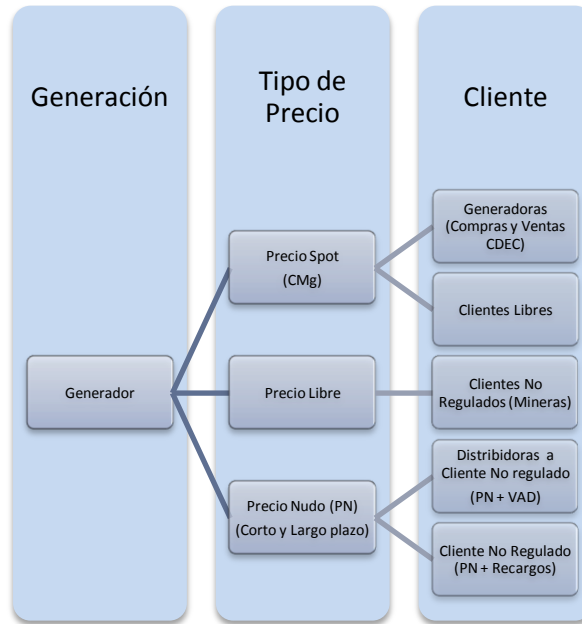 Generación
Tipo de
Precio
Cliente
Generador
Precio Spot
(CMg)
Precio Libre
Precio Nudo (PN)
(Corto y Largo plazo)
Generadoras
(Compras y Ventas
CDEC)
Clientes Libres
Clientes No
Regulados (Mineras)
Distribuidoras a
Cliente No regulado
(PN + VAD)
Cliente No Regulado
(PN + Recargos)